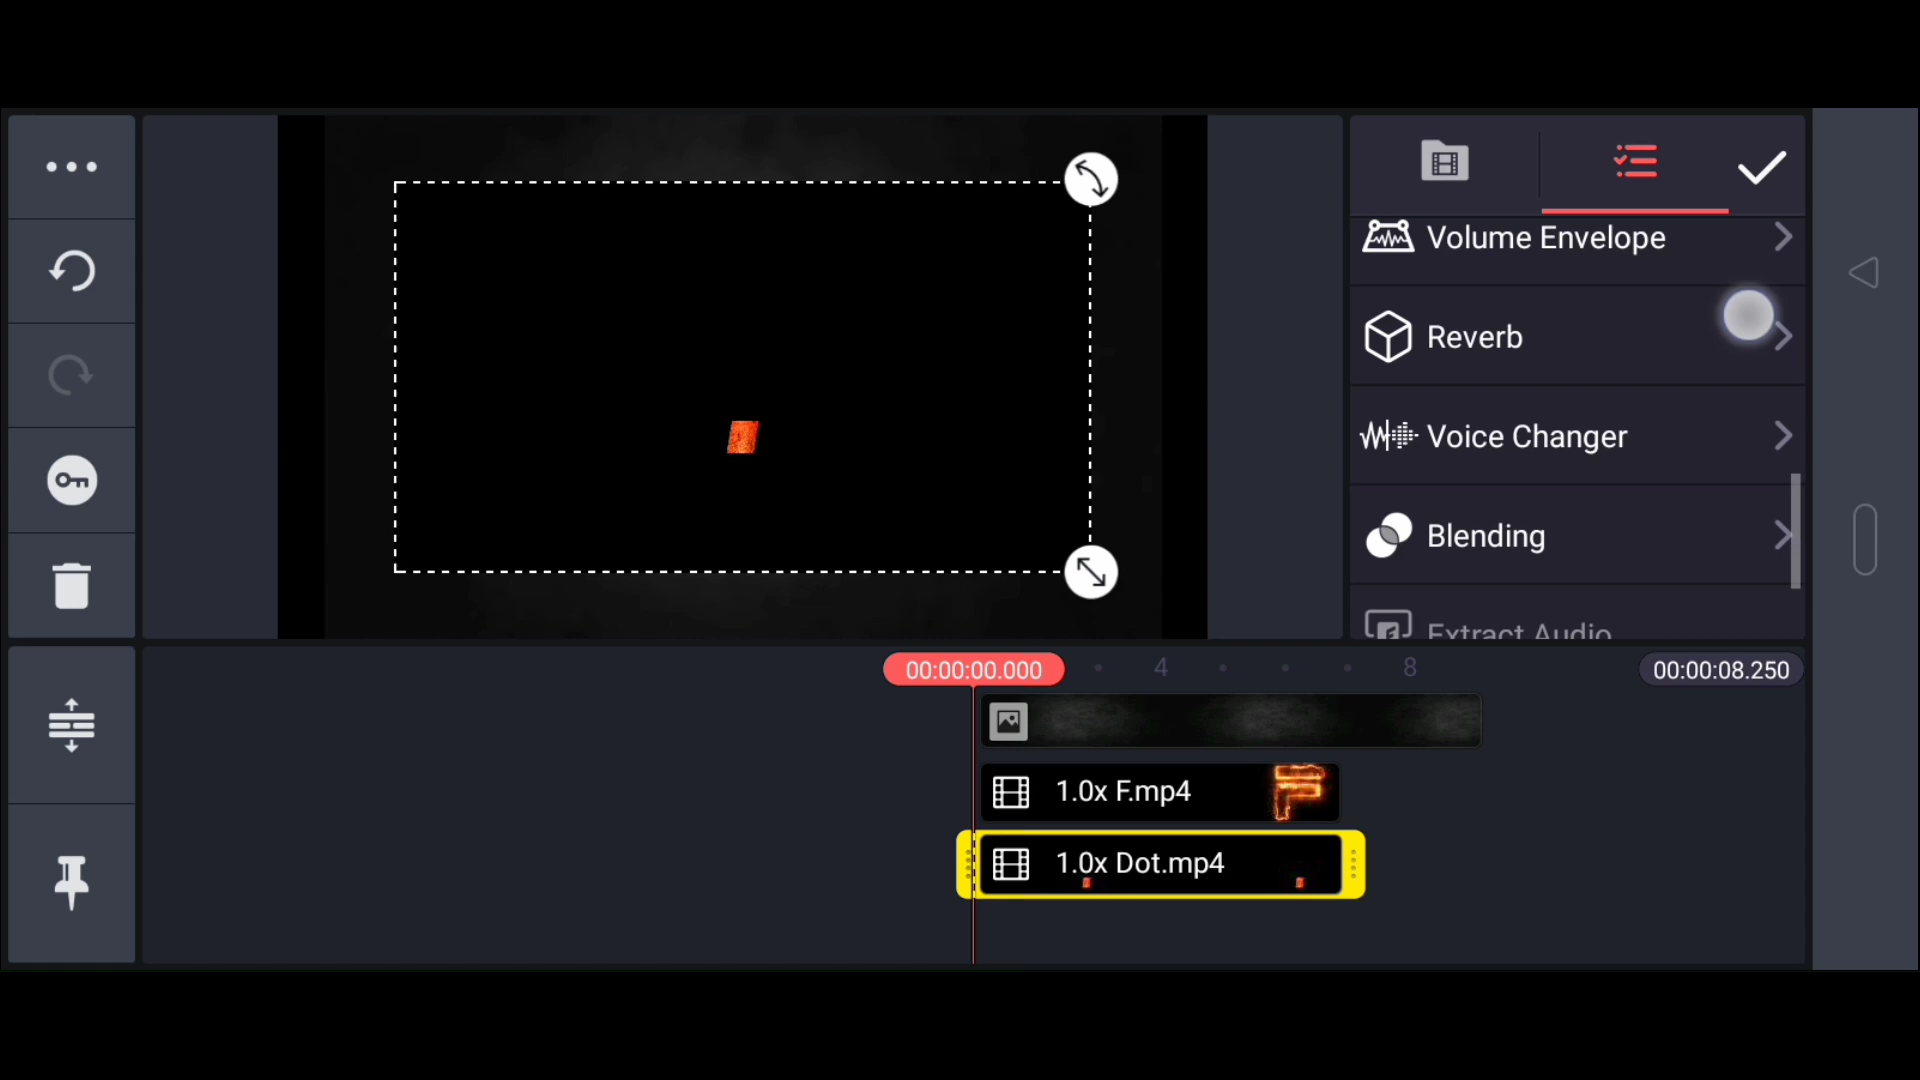 Volume Envelope
Reverb
Voice Changer
Blending
Extract Audio
00:00:00.000
4
8
00:00:08.250
1.0x F.mp4
F
1.0x Dot.mp4